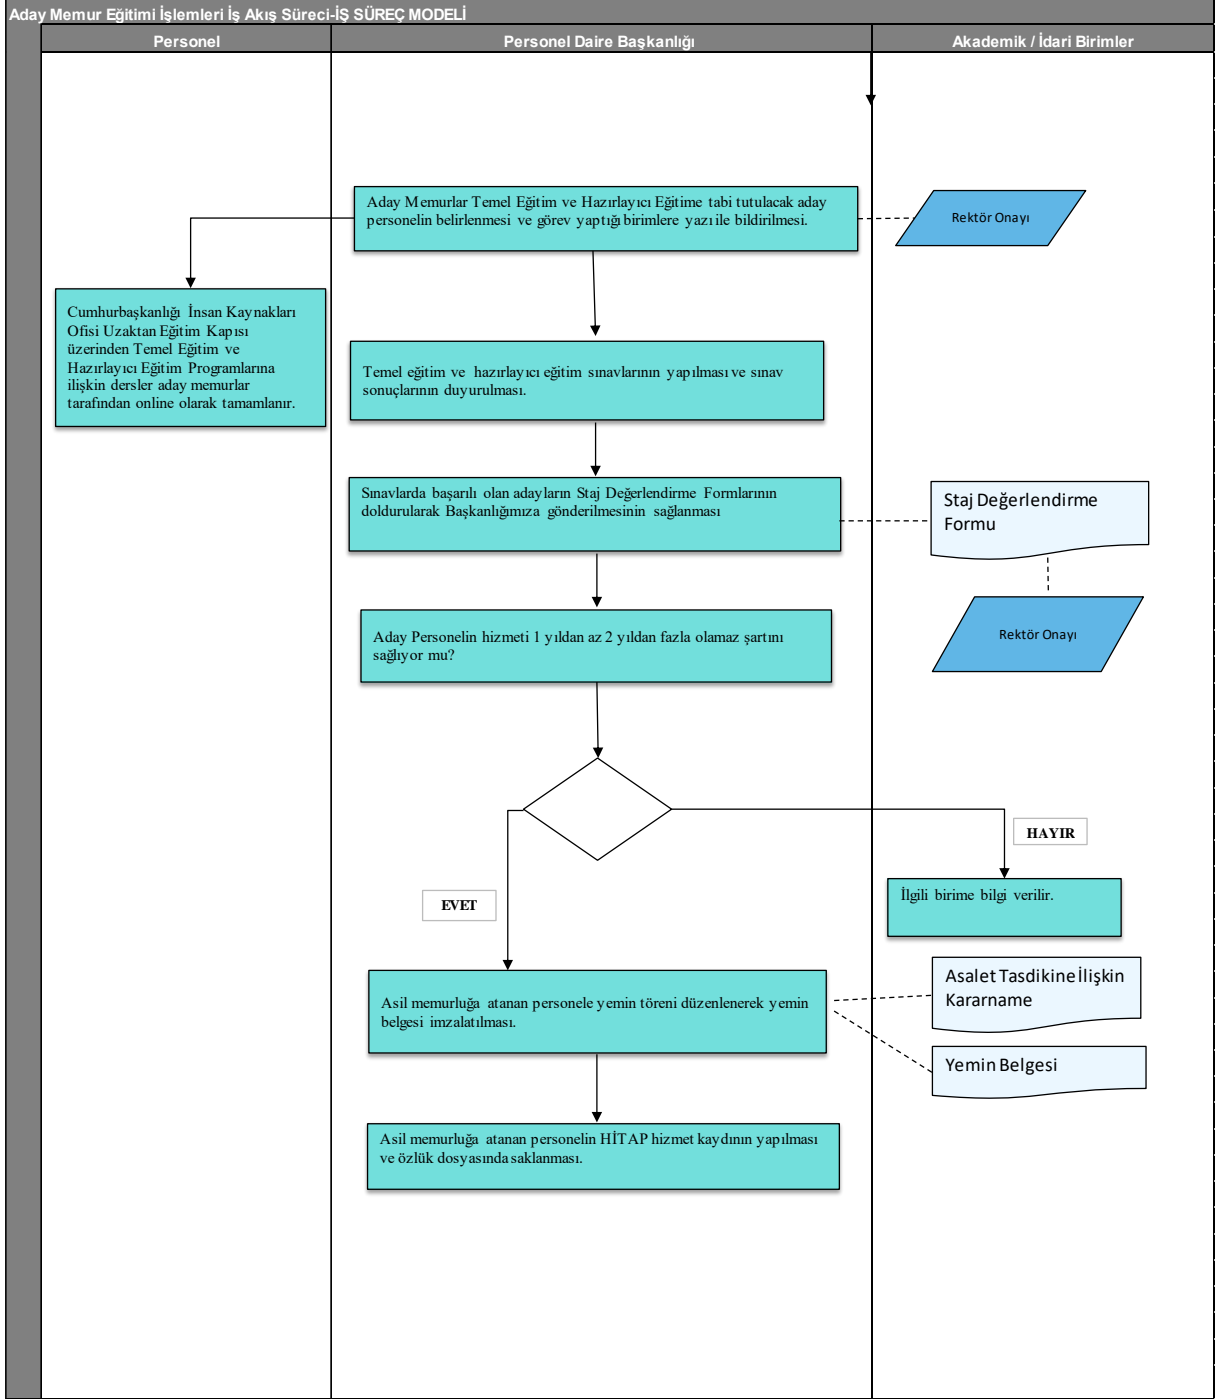 Aday Memur Eğitimi İşlemleri İş Akış Süreci-İŞ SÜREÇ MODELİ
Personel
Personel Daire Başkanlığı
Akademik / İdari Birimler
Aday Memurlar Temel Eğitim ve Hazırlayıcı Eğitime tabi tutulacak aday
personelin belirlenmesi ve görev yaptığı birimlere yazı ile bildirilmesi.
Rektör Onayı
Cumhurbaşkanlığı İnsan Kaynakları
Ofisi Uzaktan Eğitim Kapısı
üzerinden Temel Eğitim ve
Hazırlayıcı Eğitim Programlarına
ilişkin dersler aday memurlar
tarafından online olarak tamamlanır.
Temel eğitim ve hazırlayıcı eğitim sınavlarının yapılması ve sınav
sonuçlarının duyurulması.
Sınavlarda başarılı olan adayların Staj Değerlendirme Formlarının
doldurularak Başkanlığımıza gönderilmesinin sağlanması
Staj Değerlendirme
Formu
Aday Personelin hizmeti 1 yıldan az 2 yıldan fazla olamaz şartını
sağlıyor mu?
Rektör Onayı
HAYIR
EVET
İlgili birime bilgi verilir.
Asil memurluğa atanan personele yemin töreni düzenlenerek yemin
belgesi imzalatılması.
Asalet Tasdikine İlişkin
Kararname
Yemin Belgesi
Asil memurluğa atanan personelin HİTAP hizmet kaydının yapılması
ve özlük dosyasında saklanması.